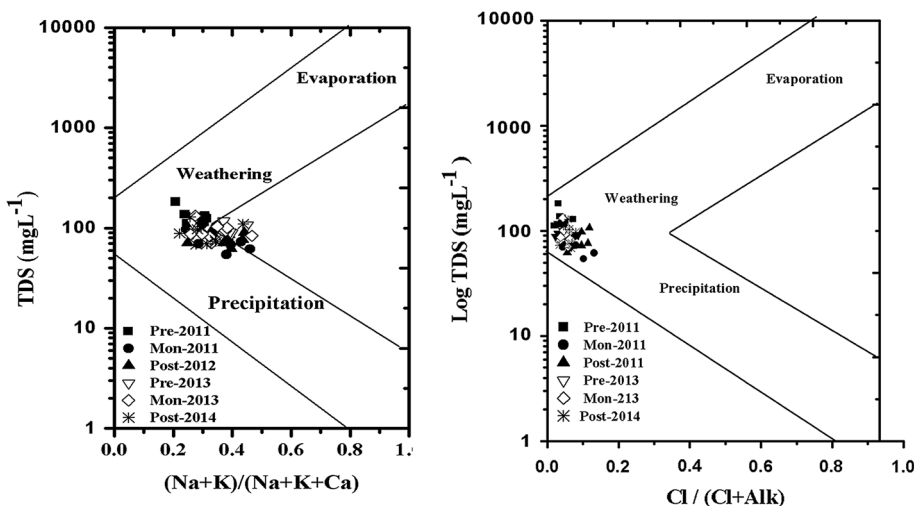 10000
1000
100
10
1
TDS (mgL⁻¹)
Evaporation
Weathering
Precipitation
Pre-2011
Mon-2011
Post-2012
Pre-2013
Mon-2013
Post-2014
0.0 0.2 0.4 0.6 0.8 1.0
(Na+K)/(Na+K+Ca)
10000
1000
100
10
1
Log TDS (mgL⁻¹)
Evaporation
Weathering
Precipitation
Pre-2011
Mon-2011
Post-2011
Pre-2013
Mon-213
Post-2014
0.0 0.2 0.4 0.6 0.8 1.0
Cl / (Cl+Alk)